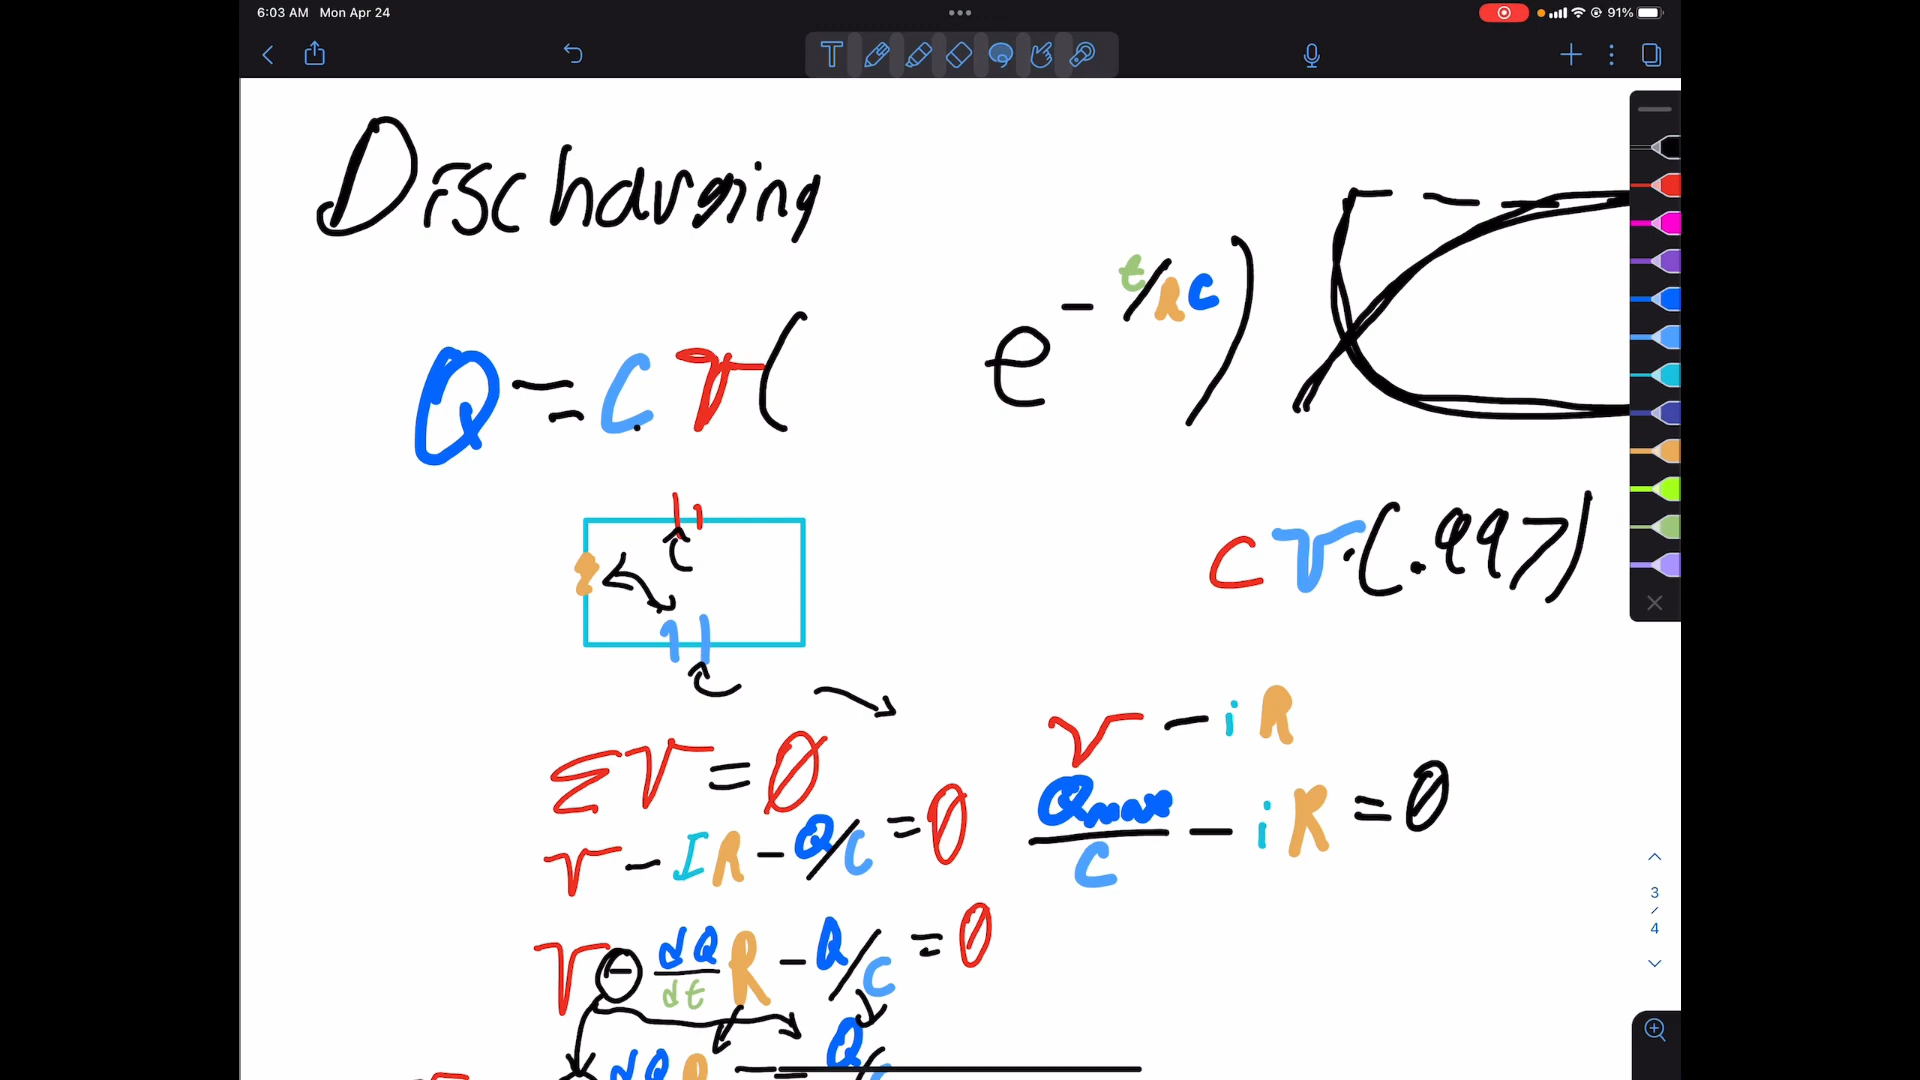 6:03 AM Mon Apr 24
91%
Discharging
Q = CV( e^-t/RC)
CV·(.997)
V - iR
ΣV = 0
Qmax/C - iR = 0
V - IR - Q/C = 0
V - dQ/dt R - Q/C = 0
dQ R = Q/C
3
/
4